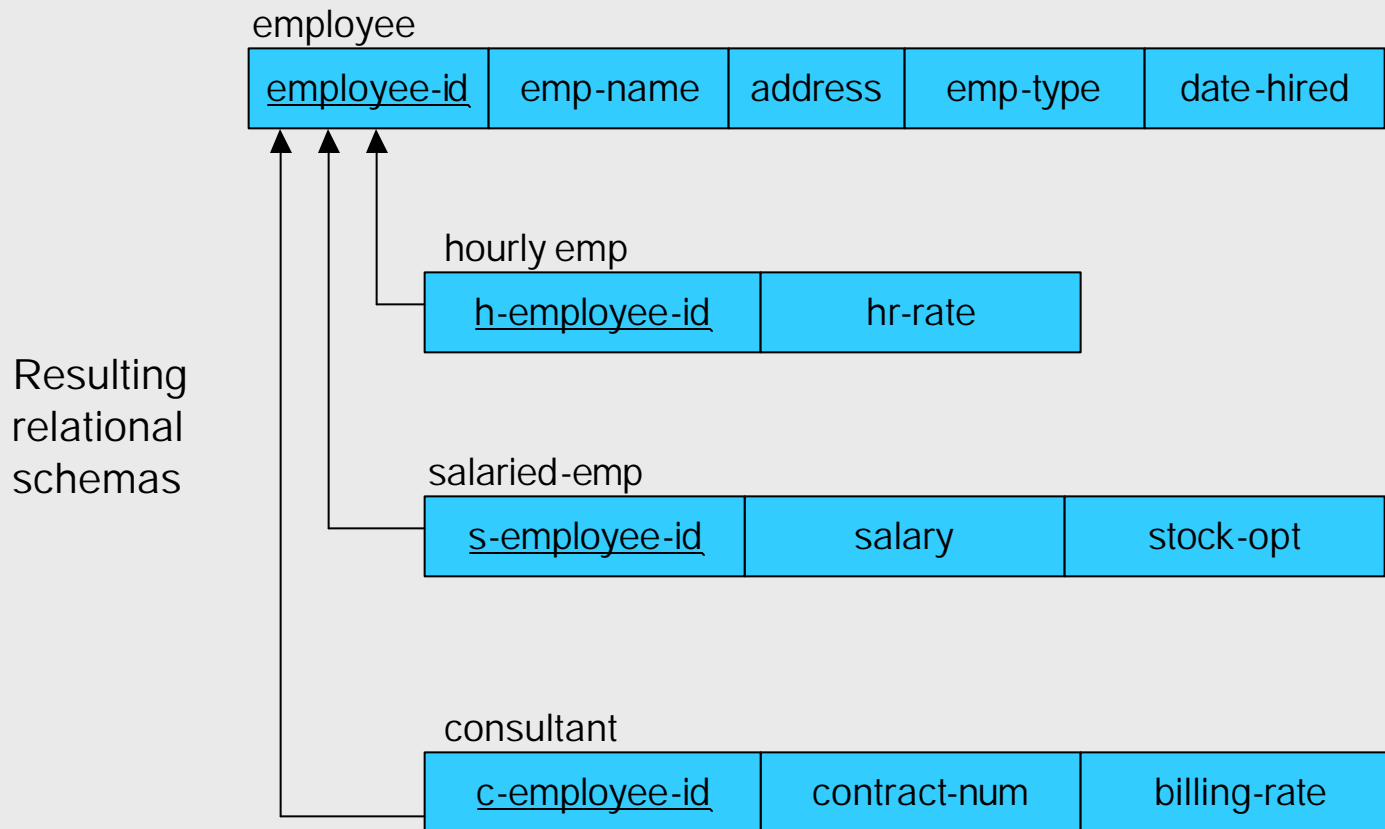 employee
employee-id emp-name address emp-type date-hired
hourly emp
h-employee-id hr-rate
Resulting
relational
schemas
salaried-emp
s-employee-id salary stock-opt
consultant
c-employee-id contract-num billing-rate